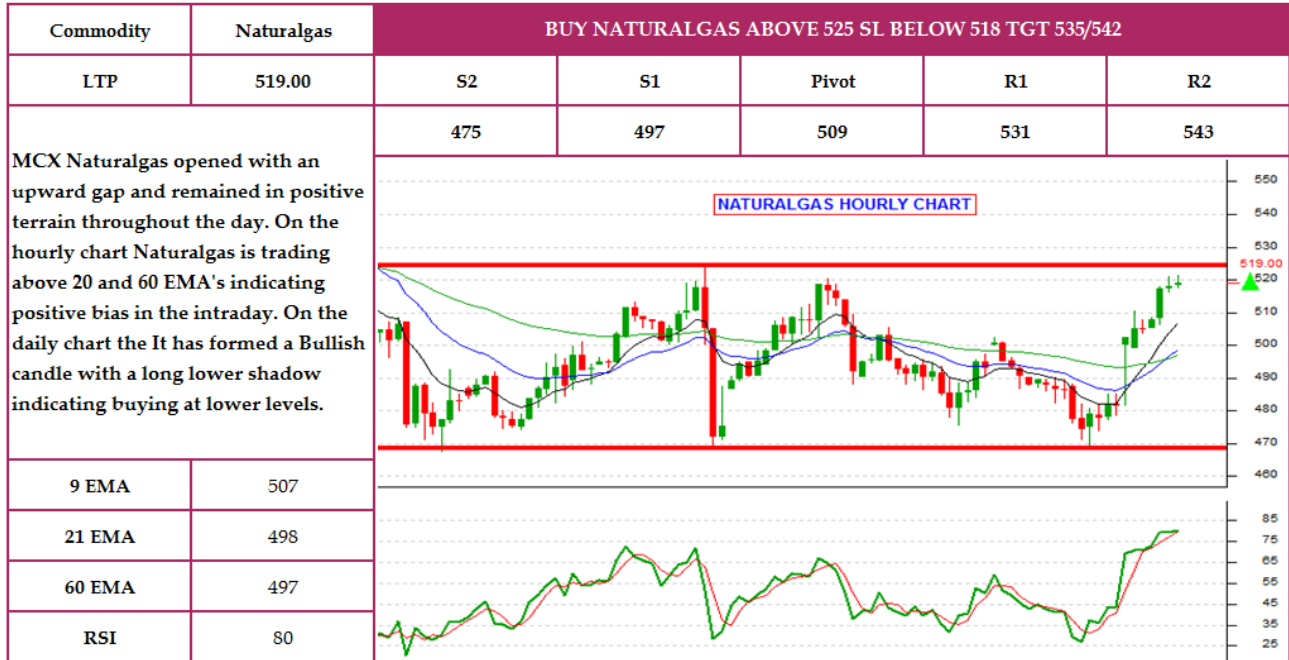 Commodity
Naturalgas
BUY NATURALGAS ABOVE 525 SL BELOW 518 TGT 535/542
LTP
519.00
S2
S1
Pivot
R1
R2
475
497
509
531
543
MCX Naturalgas opened with an
upward gap and remained in positive
terrain throughout the day. On the
hourly chart Naturalgas is trading
above 20 and 60 EMA's indicating
positive bias in the intraday. On the
daily chart the It has formed a Bullish
candle with a long lower shadow
indicating buying at lower levels.
NATURALGAS HOURLY CHART
550
540
530
519.00
520
510
500
490
480
470
460
9 EMA
507
21 EMA
498
60 EMA
497
RSI
80
85
75
65
55
45
35
25